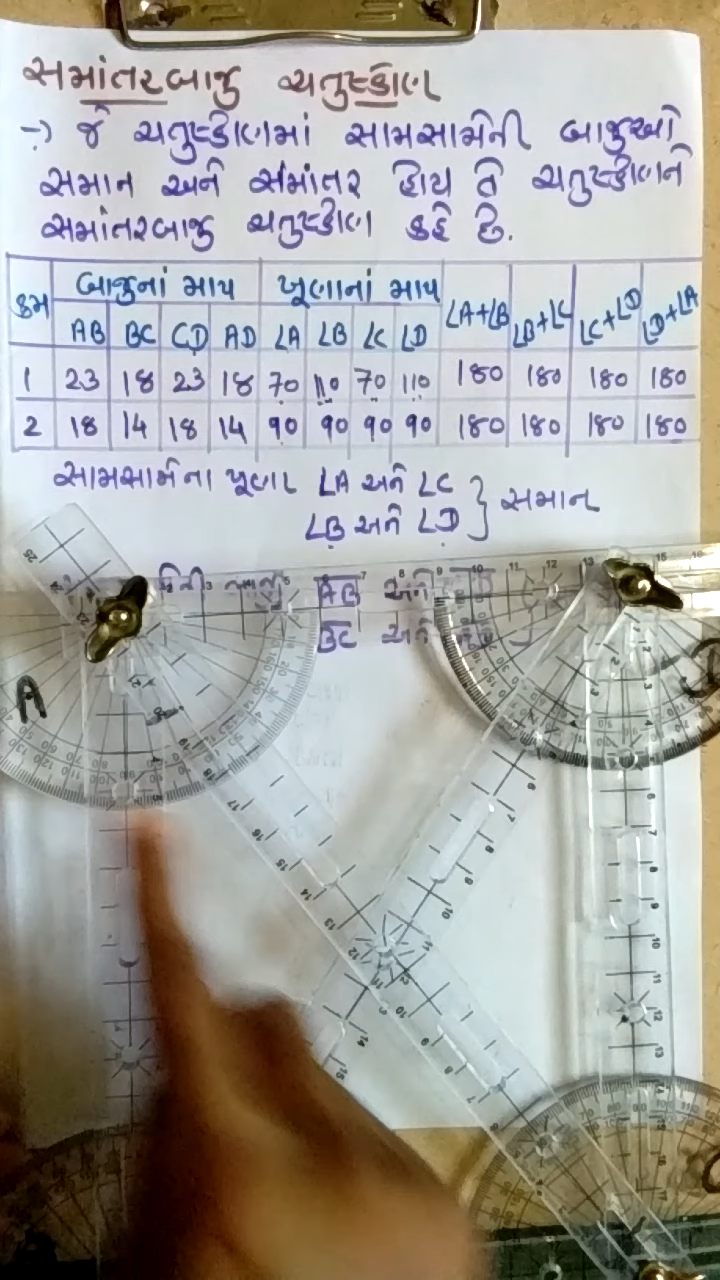 સમાંતરબાજુ ચતુષ્કોણ
→ જે ચતુષ્કોણમાં સામસામેની બાજુઓ
સમાન અને સમાંતર હોય તે ચતુષ્કોણને
સમાંતરબાજુ ચતુષ્કોણ કહે છે.
ક્રમ બાજુનાં માપ ખૂણાનાં માપ ∠A+∠B ∠B+∠C ∠C+∠D ∠D+∠A
AB BC CD AD ∠A ∠B ∠C ∠D
1 23 18 23 18 70 110 70 110 180 180 180 180
2 18 14 18 14 90 90 90 90 180 180 180 180
સામસામેના ખૂણા ∠A અને ∠C } સમાન
∠B અને ∠D
AB અને
BC અને
A